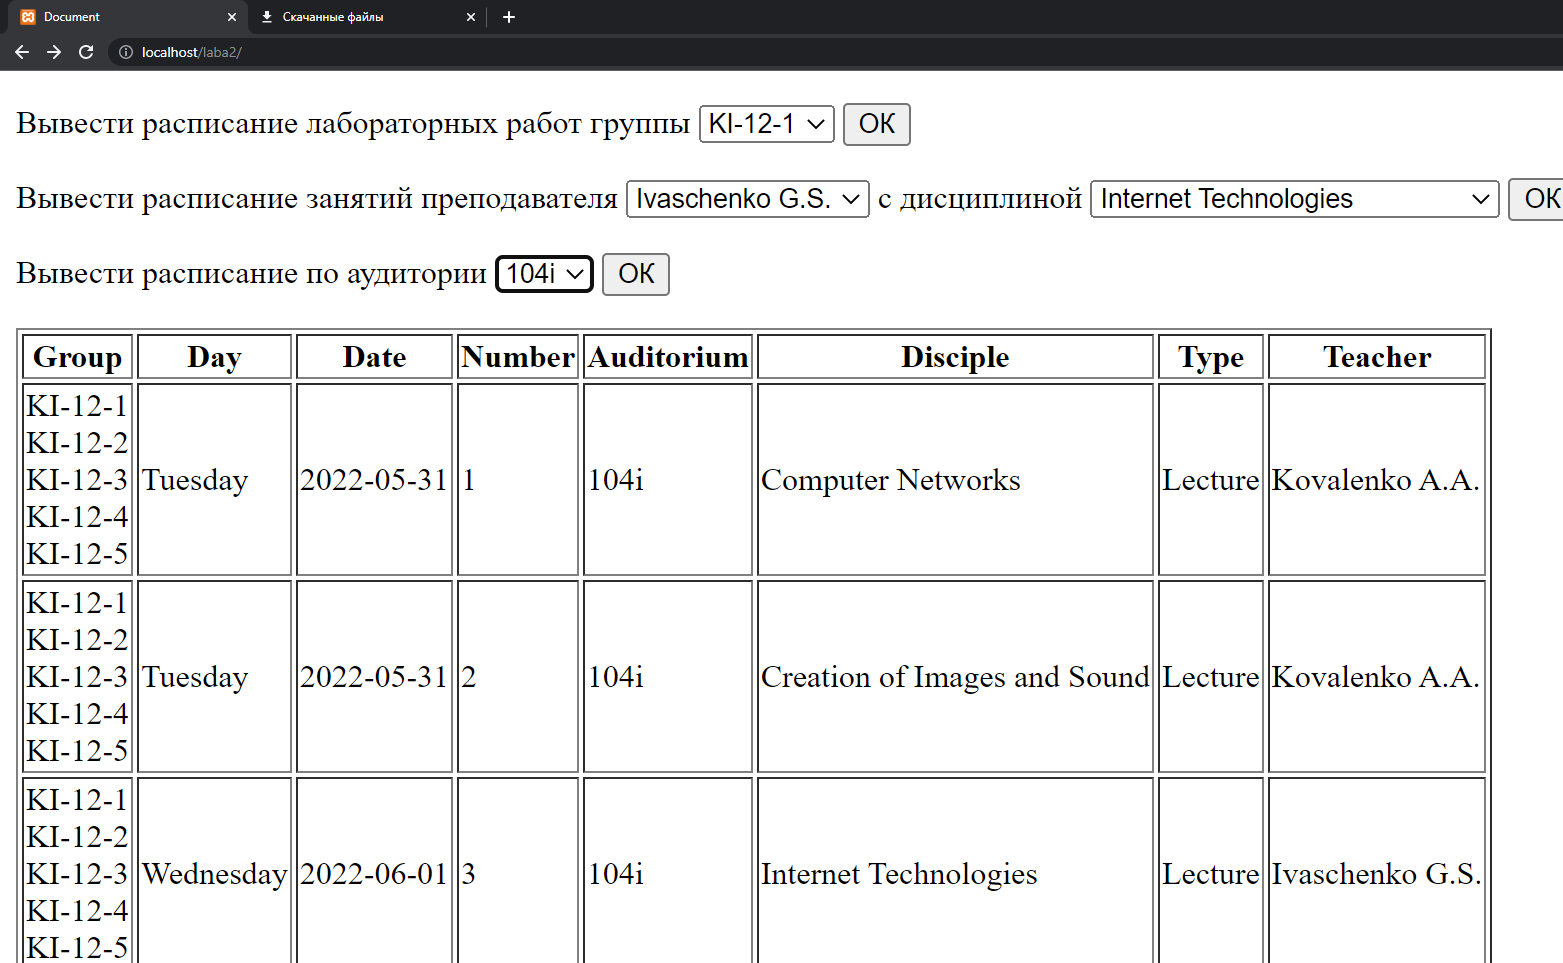 Document
Скачанные файлы
localhost/laba2/
Вывести расписание лабораторных работ группы KI-12-1 ОК
Вывести расписание занятий преподавателя Ivaschenko G.S. с дисциплиной Internet Technologies ОК
Вывести расписание по аудитории 104i ОК
Group Day Date Number Auditorium Disciple Type Teacher
KI-12-1
KI-12-2
KI-12-3 Tuesday 2022-05-31 1 104i Computer Networks Lecture Kovalenko A.A.
KI-12-4
KI-12-5
KI-12-1
KI-12-2
KI-12-3 Tuesday 2022-05-31 2 104i Creation of Images and Sound Lecture Kovalenko A.A.
KI-12-4
KI-12-5
KI-12-1
KI-12-2
KI-12-3 Wednesday 2022-06-01 3 104i Internet Technologies Lecture Ivaschenko G.S.
KI-12-4
KI-12-5